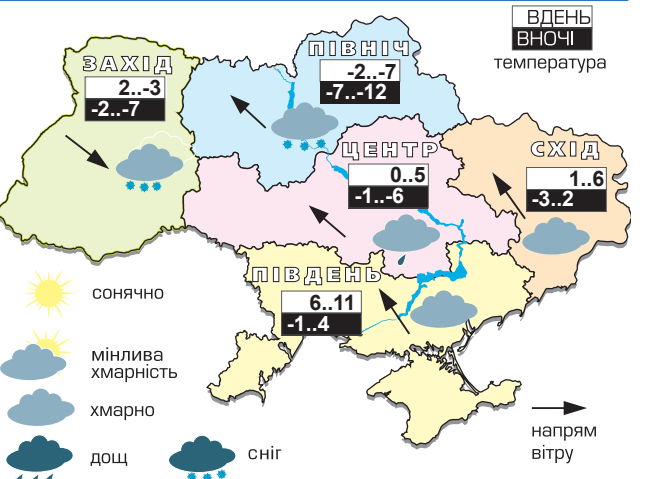 ВДЕНЬ
ВНОЧІ
температура
ПІВНІЧ
-2..-7
-7..-12
ЗАХІД
2..-3
-2..-7
ЦЕНТР
0..5
-1..-6
СХІД
1..6
-3..2
ПІВДЕНЬ
6..11
-1..4
сонячно
мінлива
хмарність
хмарно
дощ
сніг
напрям
вітру